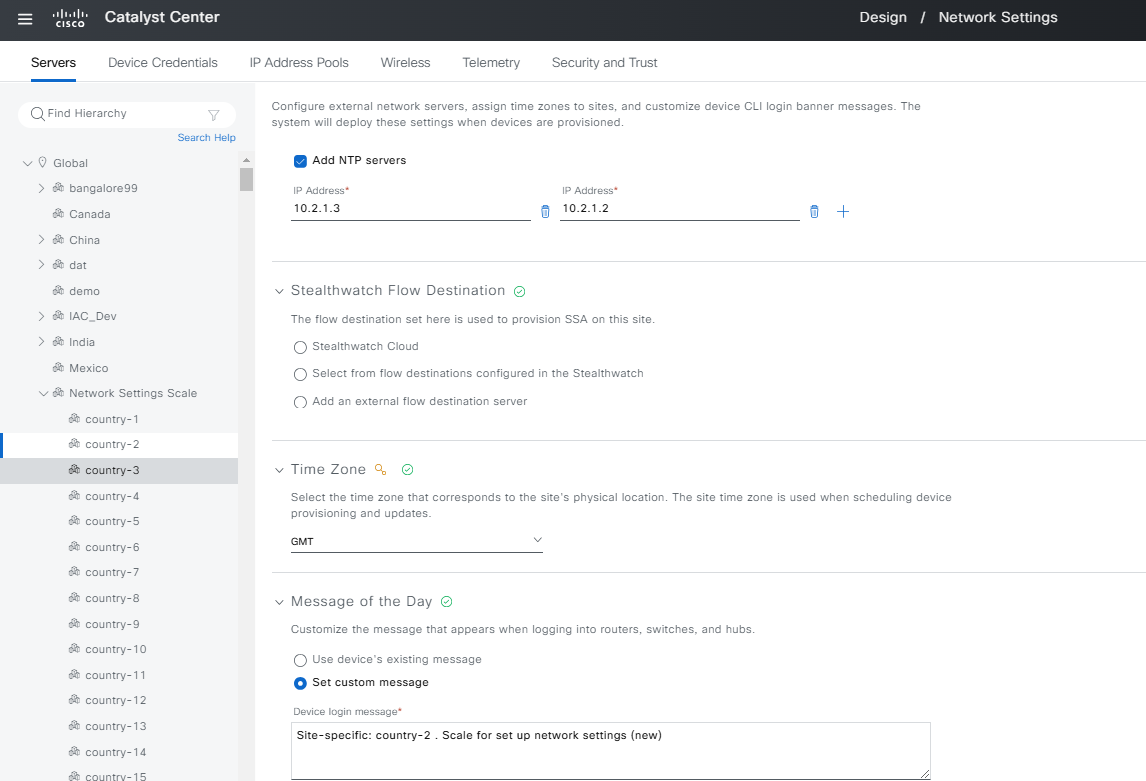 CISCO
Catalyst Center
Design / Network Settings
Servers
Device Credentials
IP Address Pools
Wireless
Telemetry
Security and Trust
Find Hierarchy
Search Help
Global
bangalore99
Canada
China
dat
demo
IAC_Dev
India
Mexico
Network Settings Scale
country-1
country-2
country-3
country-4
country-5
country-6
country-7
country-8
country-9
country-10
country-11
country-12
country-13
country-14
country-15
Configure external network servers, assign time zones to sites, and customize device CLI login banner messages. The
system will deploy these settings when devices are provisioned.
Add NTP servers
IP Address*
10.2.1.3
IP Address*
10.2.1.2
Stealthwatch Flow Destination
The flow destination set here is used to provision SSA on this site.
Stealthwatch Cloud
Select from flow destinations configured in the Stealthwatch
Add an external flow destination server
Time Zone
Select the time zone that corresponds to the site's physical location. The site time zone is used when scheduling device
provisioning and updates.
GMT
Message of the Day
Customize the message that appears when logging into routers, switches, and hubs.
Use device's existing message
Set custom message
Device login message*
Site-specific: country-2 . Scale for set up network settings (new)